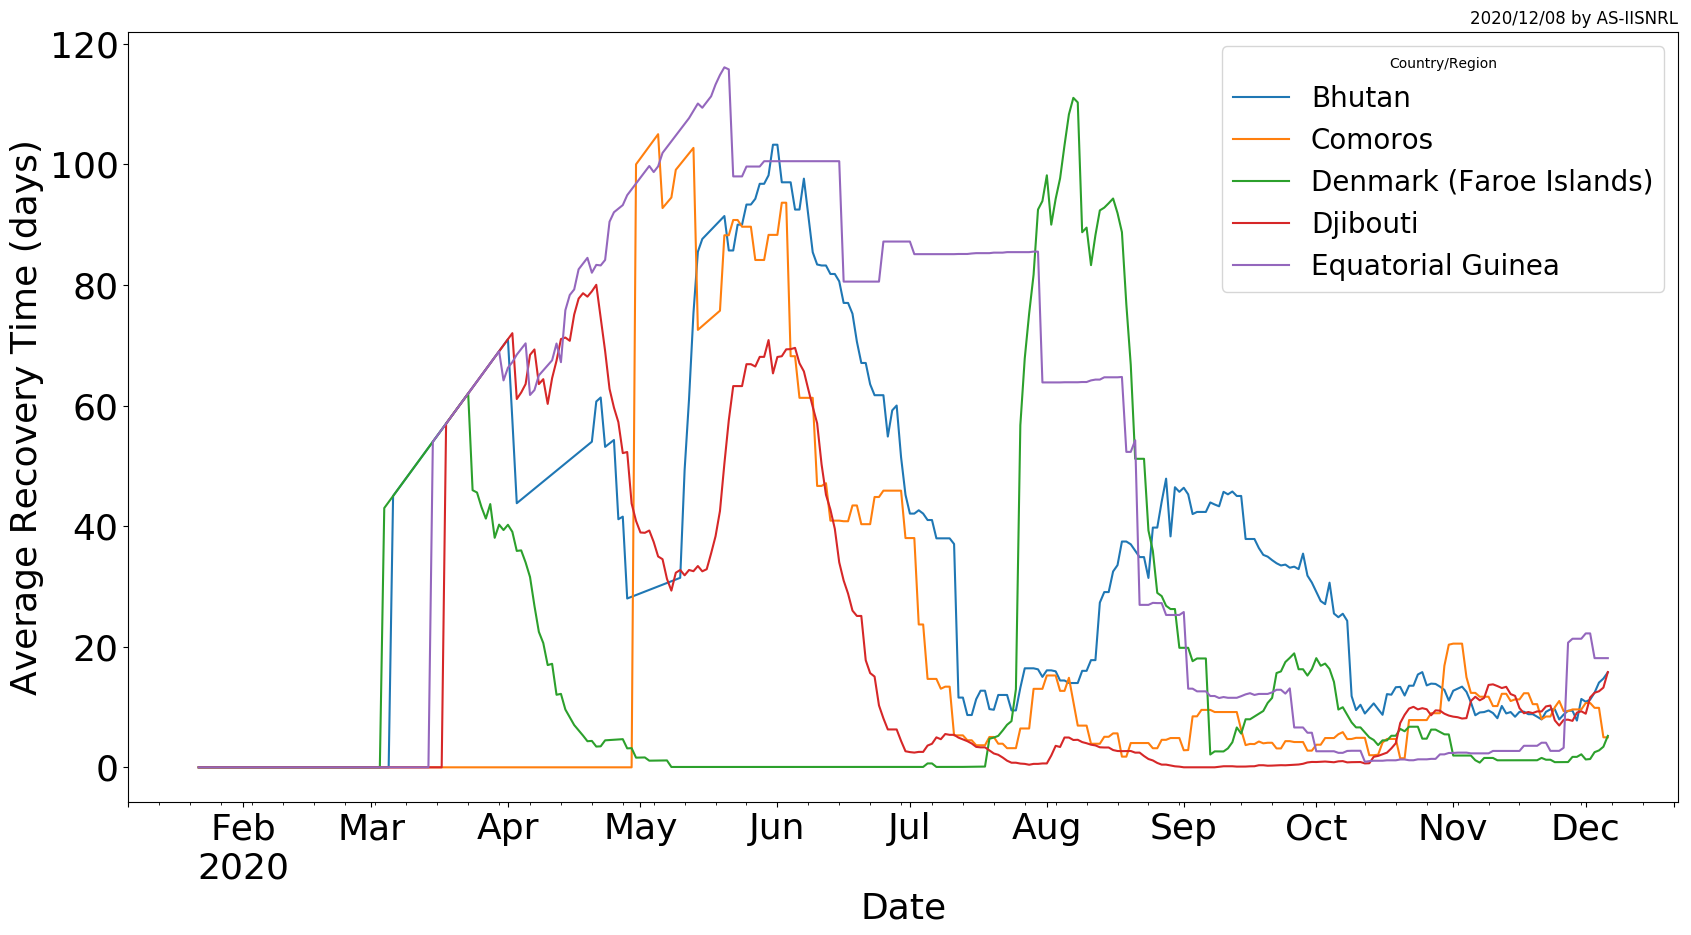 2020/12/08 by AS-IISNRL
Country/Region
Bhutan
Comoros
Denmark (Faroe Islands)
Djibouti
Equatorial Guinea
Average Recovery Time (days)
120
100
80
60
40
20
0
Feb Mar Apr May Jun Jul Aug Sep Oct Nov Dec
2020
Date